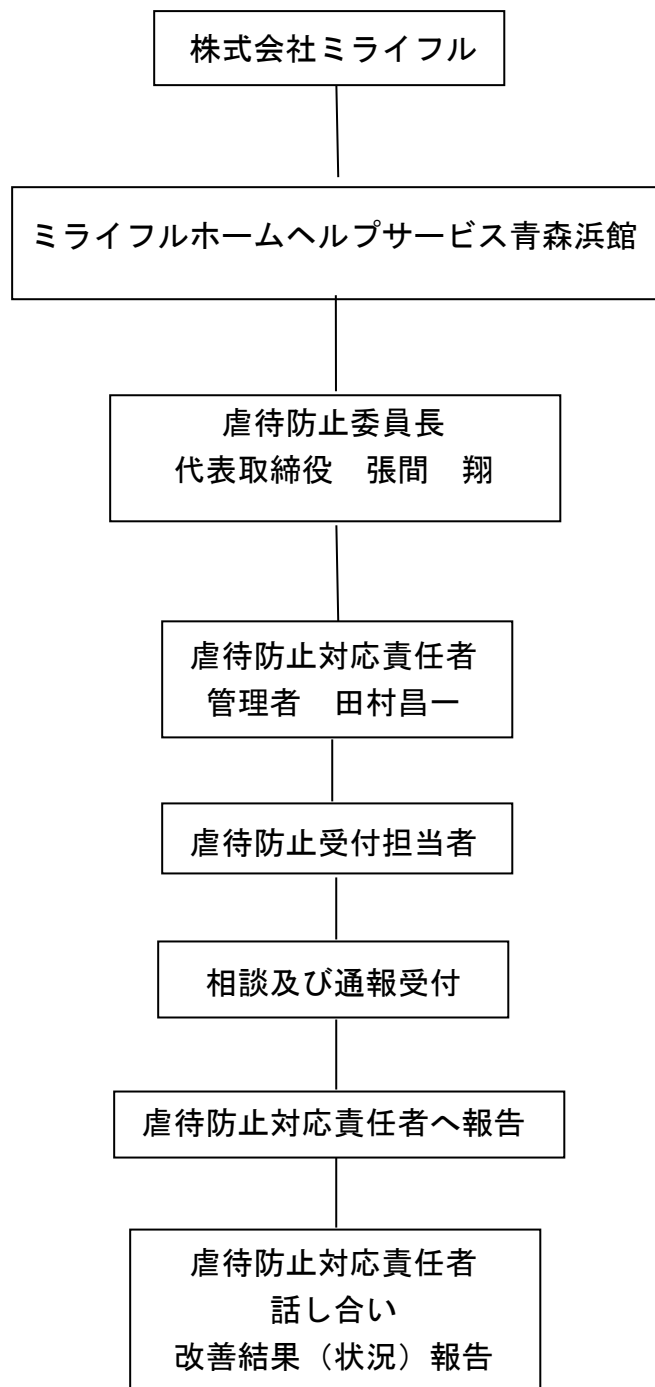 株式会社ミライフル
ミライフルホームヘルプサービス青森浜館
虐待防止委員長
代表取締役　張間　翔
虐待防止対応責任者
管理者　田村昌一
虐待防止受付担当者
相談及び通報受付
虐待防止対応責任者へ報告
虐待防止対応責任者
話し合い
改善結果（状況）報告